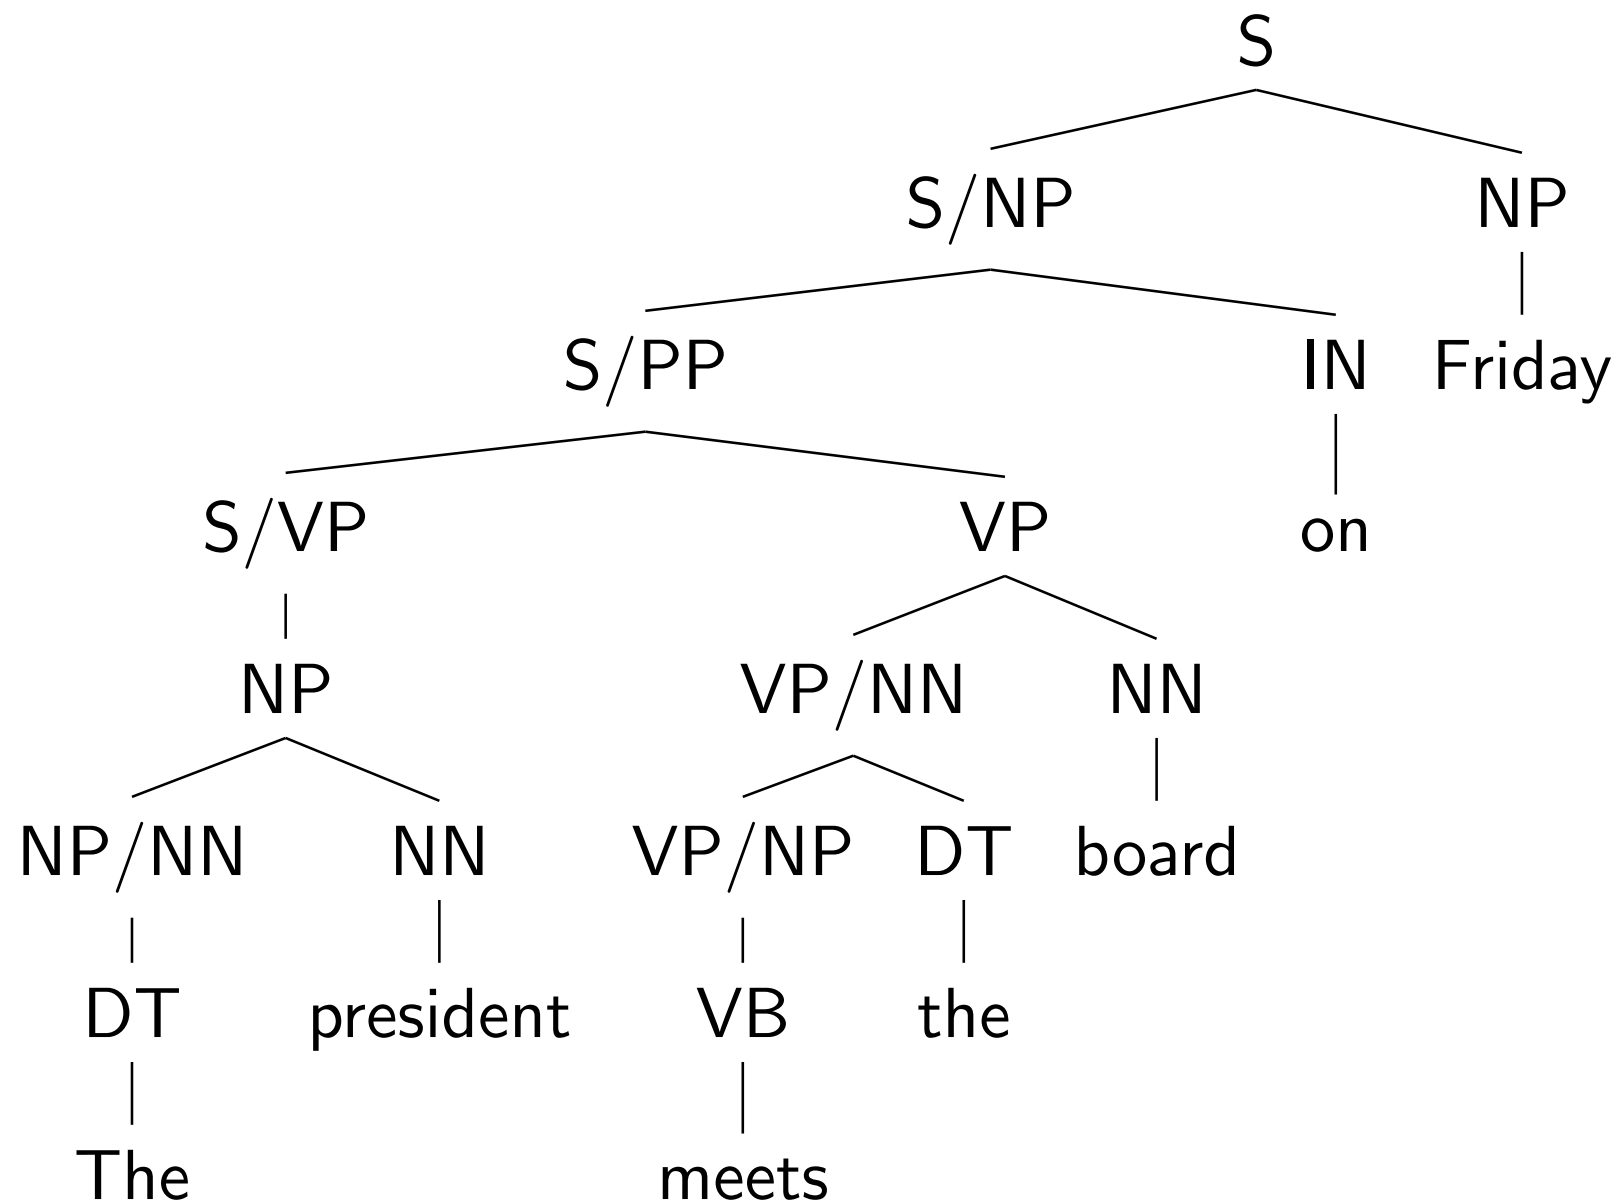 S
S/NP NP
S/PP IN Friday
S/VP VP on
NP VP/NN NN
NP/NN NN VP/NP DT board
DT president VB the
The meets